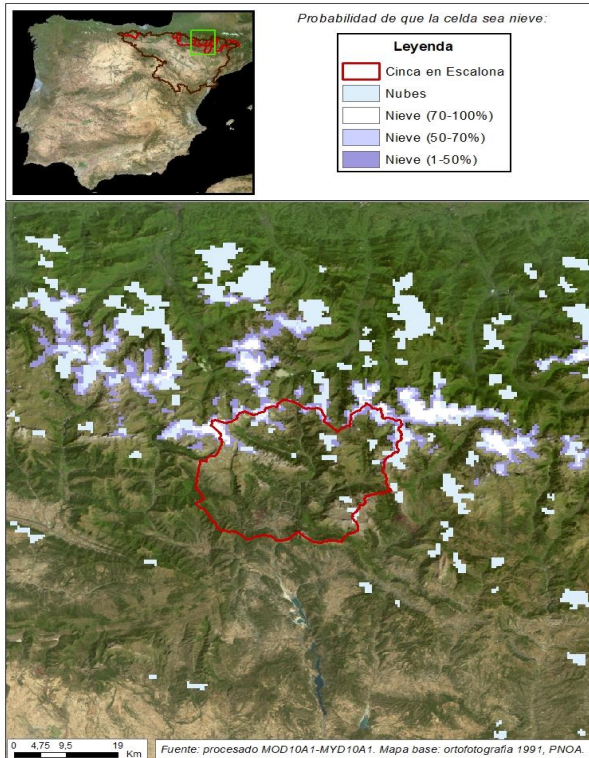 Probabilidad de que la celda sea nieve:
Leyenda
Cinca en Escalona
Nubes
Nieve (70-100%)
Nieve (50-70%)
Nieve (1-50%)
0 4,75 9,5 19
Km
Fuente: procesado MOD10A1-MYD10A1. Mapa base: ortofotografía 1991, PNOA.